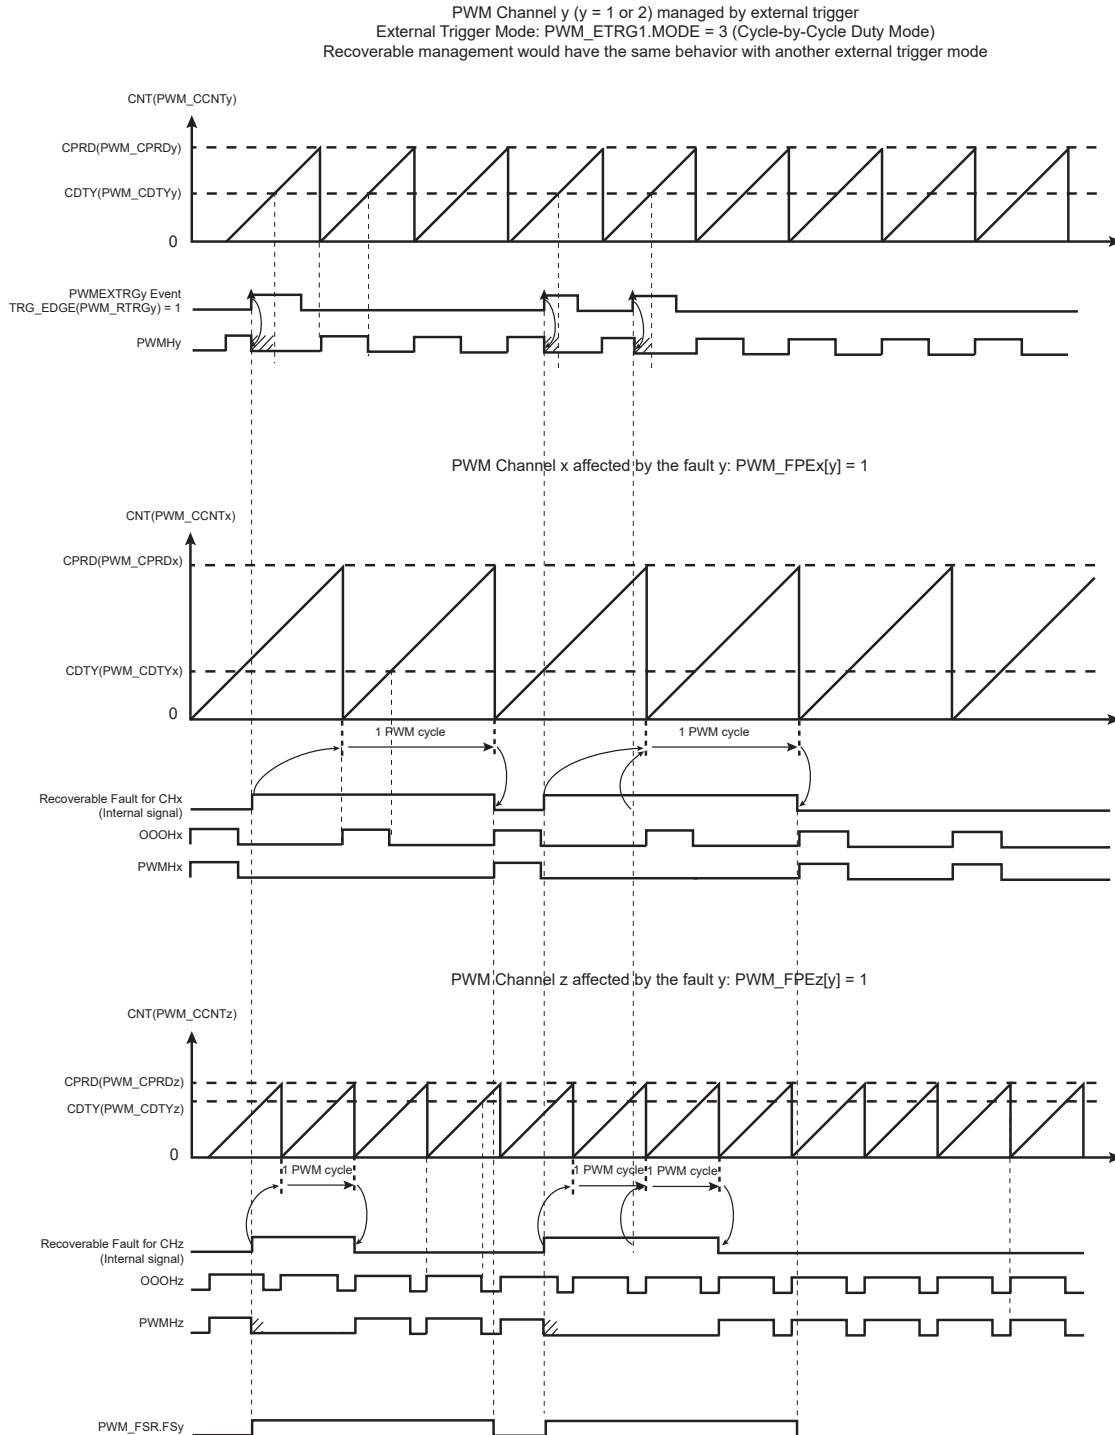 PWM Channel y (y = 1 or 2) managed by external trigger
External Trigger Mode: PWM_ETRG1.MODE = 3 (Cycle-by-Cycle Duty Mode)
Recoverable management would have the same behavior with another external trigger mode
CNT(PWM_CCNTy)
CPRD(PWM_CPRDy)
CDTY(PWM_CDTYy)
0
PWMEXTRGy Event
TRG_EDGE(PWM_RTRGy) = 1
PWMHy
PWM Channel x affected by the fault y: PWM_FPEx[y] = 1
CNT(PWM_CCNTx)
CPRD(PWM_CPRDx)
CDTY(PWM_CDTYx)
0
1 PWM cycle
1 PWM cycle
Recoverable Fault for CHx
(Internal signal)
OOOHx
PWMHx
PWM Channel z affected by the fault y: PWM_FPEz[y] = 1
CNT(PWM_CCNTz)
CPRD(PWM_CPRDz)
CDTY(PWM_CDTYz)
0
1 PWM cycle
1 PWM cycle
1 PWM cycle
Recoverable Fault for CHz
(Internal signal)
OOOHz
PWMHz
PWM_FSR.FSy